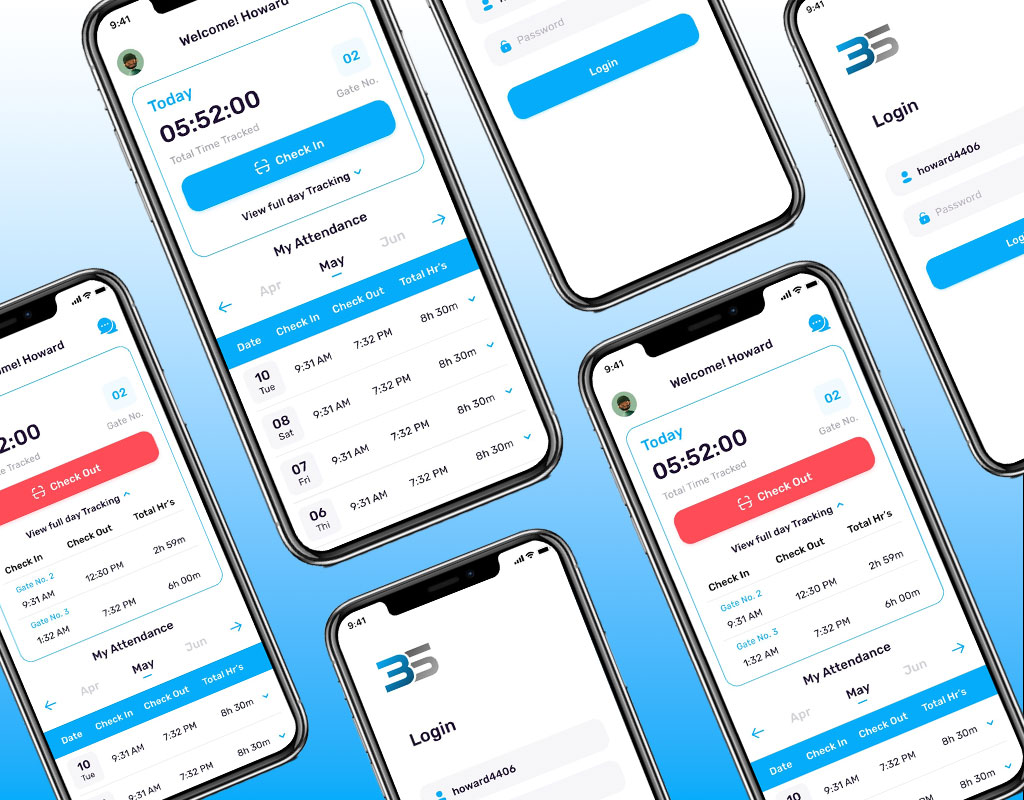 9:41
Welcome! Howard
Today
02
05:52:00
Gate No.
Total Time Tracked
Check In
View full day Tracking
My Attendance
Apr May Jun
Date Check In Check Out Total Hr's
10 Tue 9:31 AM 7:32 PM 8h 30m
08 Sat 9:31 AM 7:32 PM 8h 30m
07 Fri 9:31 AM 7:32 PM 8h 30m
06 Thi 9:31 AM 7:32 PM 8h 30m
Password
Login
9:41
35
Login
howard4406
Password
Howard
02
2:00
Gate No.
Tracked
Check Out
View full day Tracking
Check In Check Out Total Hr's
Gate No. 2
9:31 AM 12:30 PM 2h 59m
Gate No. 3
1:32 AM 7:32 PM 6h 00m
My Attendance
Apr May Jun
Date Check In Check Out Total Hr's
10 Tue 9:31 AM 7:32 PM 8h 30m
9:31 AM 7:32 PM 8h 30m
9:41
35
Login
howard4406
9:41
Welcome! Howard
Today
02
05:52:00
Gate No.
Total Time Tracked
Check Out
View full day Tracking
Check In Check Out Total Hr's
Gate No. 2
9:31 AM 12:30 PM 2h 59m
Gate No. 3
1:32 AM 7:32 PM 6h 00m
My Attendance
Apr May Jun
Date Check In Check Out Total Hr's
10 Tue 9:31 AM 7:32 PM 8h 30m
8h 30m